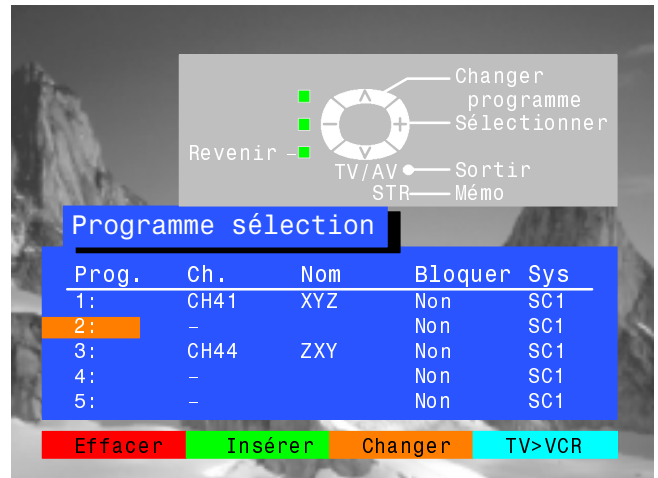 Changer
programme
Sélectionner
Revenir
TV/AV Sortir
STR Mémo
Programme sélection
Prog. Ch. Nom Bloquer Sys
1: CH41 XYZ Non SC1
2: – Non SC1
3: CH44 ZXY Non SC1
4: – Non SC1
5: – Non SC1
Effacer Insérer Changer TV>VCR